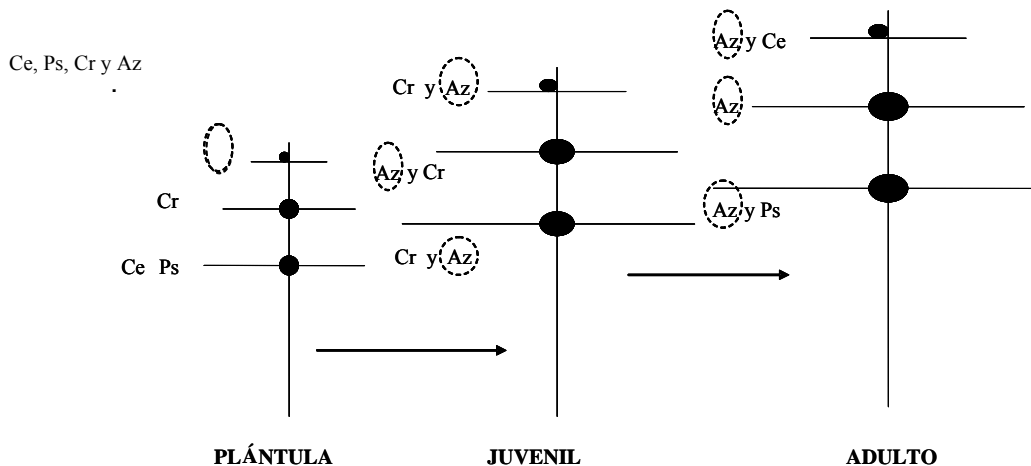 Ce, Ps, Cr y Az
Cr
Ce Ps
PLÁNTULA
Cr y Az
Az y Cr
Cr y Az
JUVENIL
Az y Ce
Az
Az y Ps
ADULTO